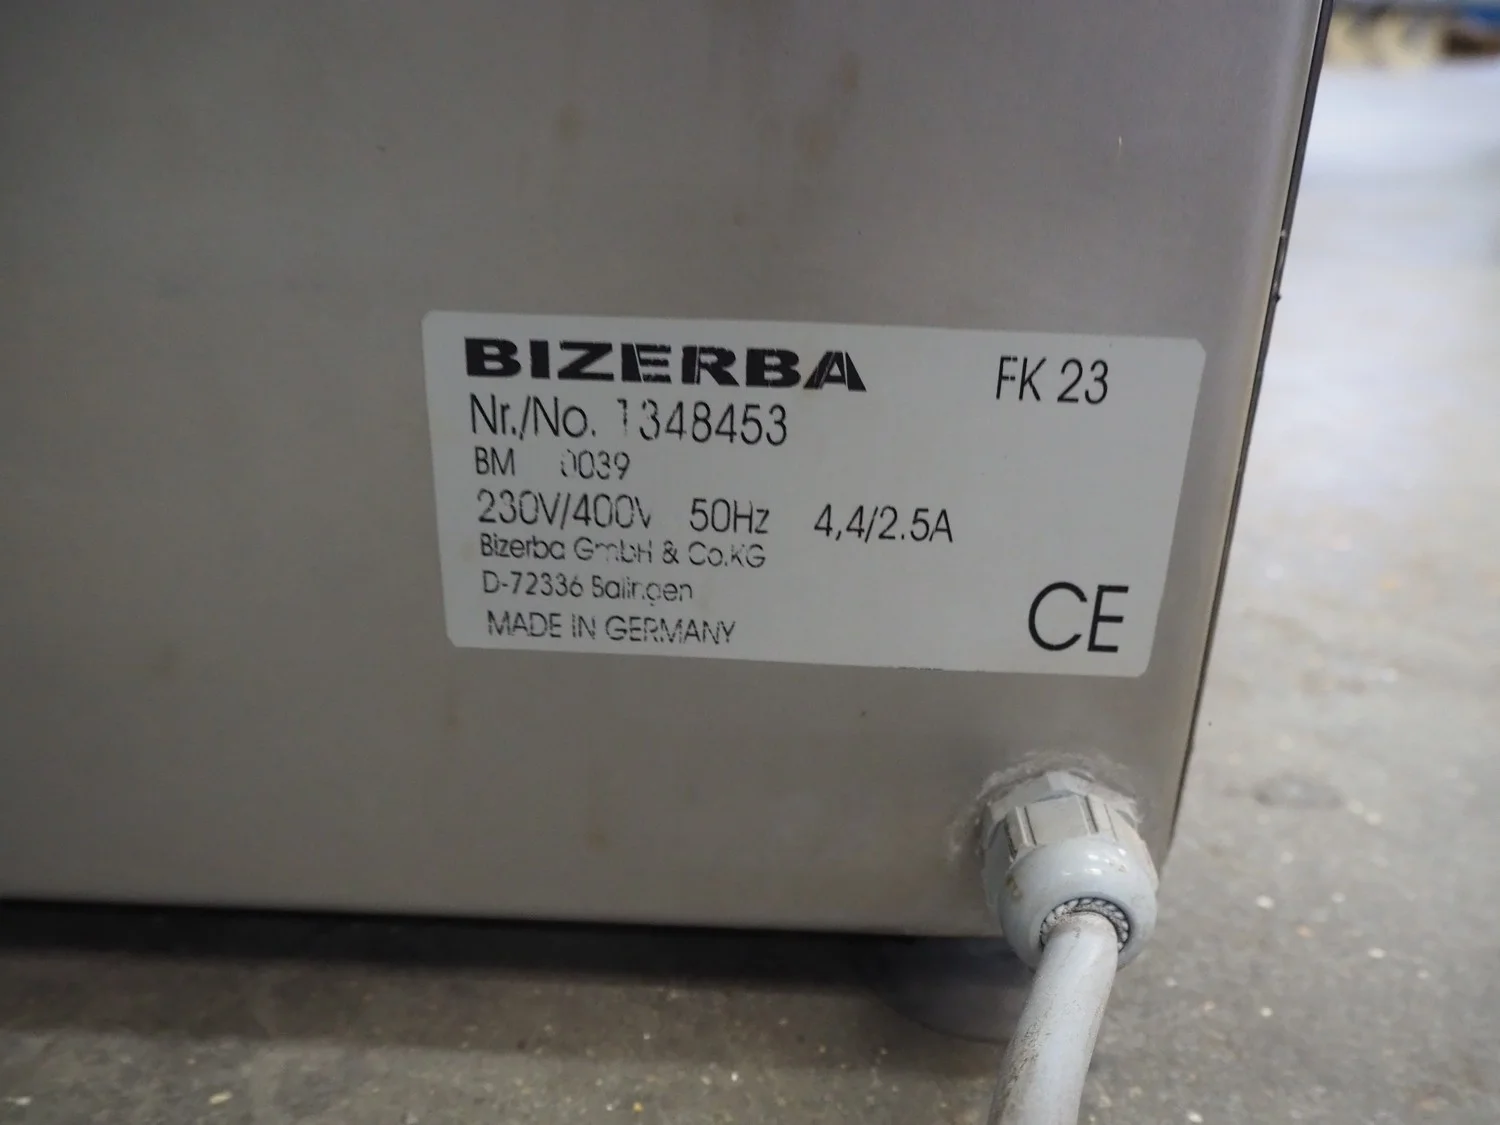 BIZERBA FK 23
Nr./No. 1348453
BM 0039
230V/400V 50Hz 4,4/2.5A
Bizerba GmbH & Co.KG
D-72336 Balingen
MADE IN GERMANY
CE